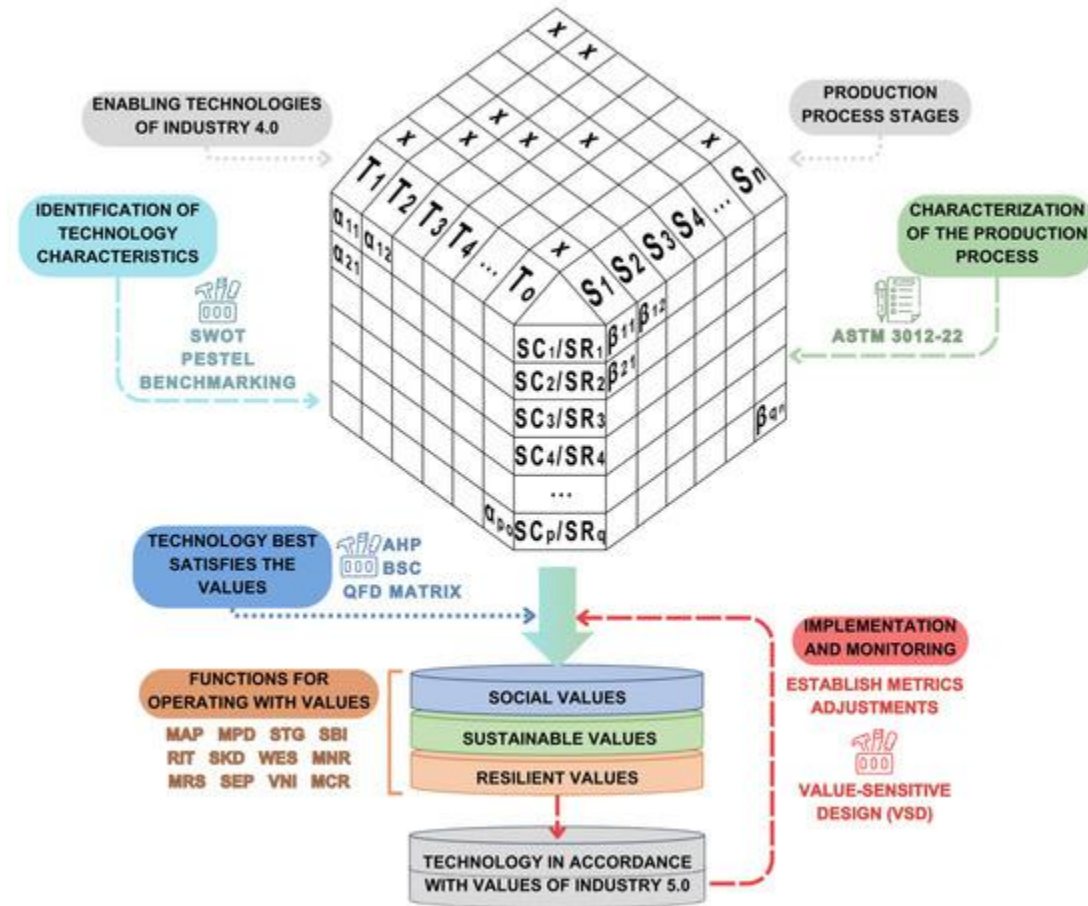 x
x
x
x
x
x
x
x
x
ENABLING TECHNOLOGIES
OF INDUSTRY 4.0
PRODUCTION
PROCESS STAGES
T1 T2 T3 T4 ... To
S1 S2 S3 S4 ... Sn
IDENTIFICATION OF
TECHNOLOGY
CHARACTERISTICS
SWOT
PESTEL
BENCHMARKING
CHARACTERIZATION
OF THE PRODUCTION
PROCESS
ASTM 3012-22
α11 α12
α21
αpo
SC1/SR1
SC2/SR2
SC3/SR3
SC4/SR4
...
SCp/SRq
β11 β12
β21
βqn
TECHNOLOGY BEST
SATISFIES THE
VALUES
AHP
BSC
QFD MATRIX
IMPLEMENTATION
AND MONITORING
ESTABLISH METRICS
ADJUSTMENTS
VALUE-SENSITIVE
DESIGN (VSD)
FUNCTIONS FOR
OPERATING WITH VALUES
MAP MPD STG SBI
RIT SKD WES MNR
MRS SEP VNI MCR
SOCIAL VALUES
SUSTAINABLE VALUES
RESILIENT VALUES
TECHNOLOGY IN ACCORDANCE
WITH VALUES OF INDUSTRY 5.0